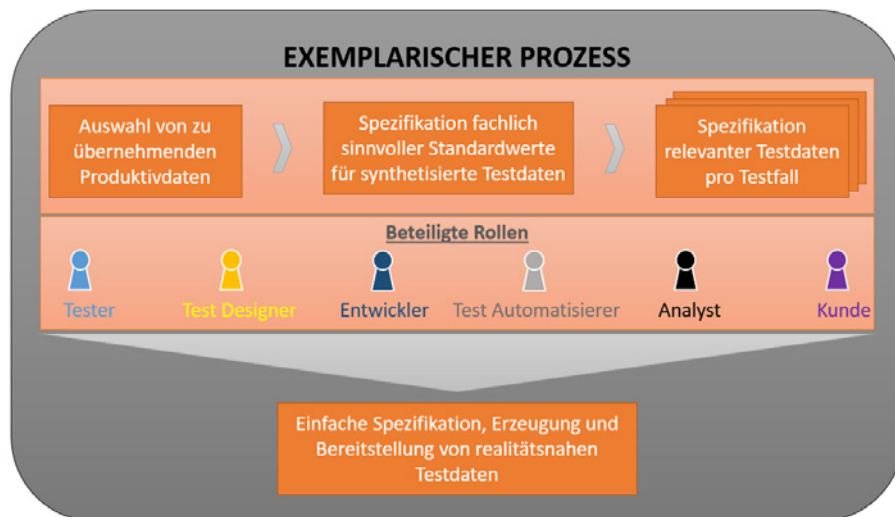 EXEMPLARISCHER PROZESS
Auswahl von zu
übernehmenden
Produktivdaten
Spezifikation fachlich
sinnvoller Standardwerte
für synthetisierte Testdaten
Spezifikation
relevanter Testdaten
pro Testfall
Beteiligte Rollen
Tester
Test Designer
Entwickler
Test Automatisierer
Analyst
Kunde
Einfache Spezifikation, Erzeugung und
Bereitstellung von realitätsnahen
Testdaten